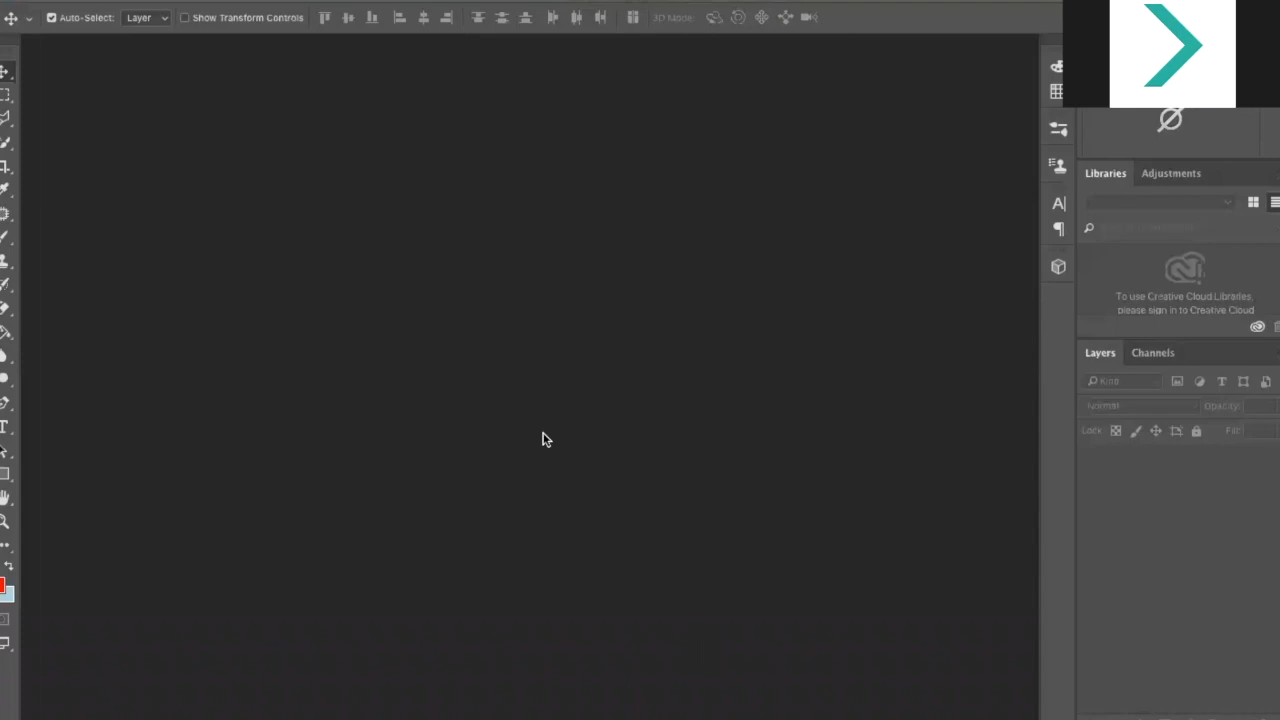 Auto-Select: Layer Show Transform Controls 3D Mode:
Libraries Adjustments
To use Creative Cloud Libraries,
please sign in to Creative Cloud
Layers Channels
Kind
Normal Opacity:
Lock: Fill: